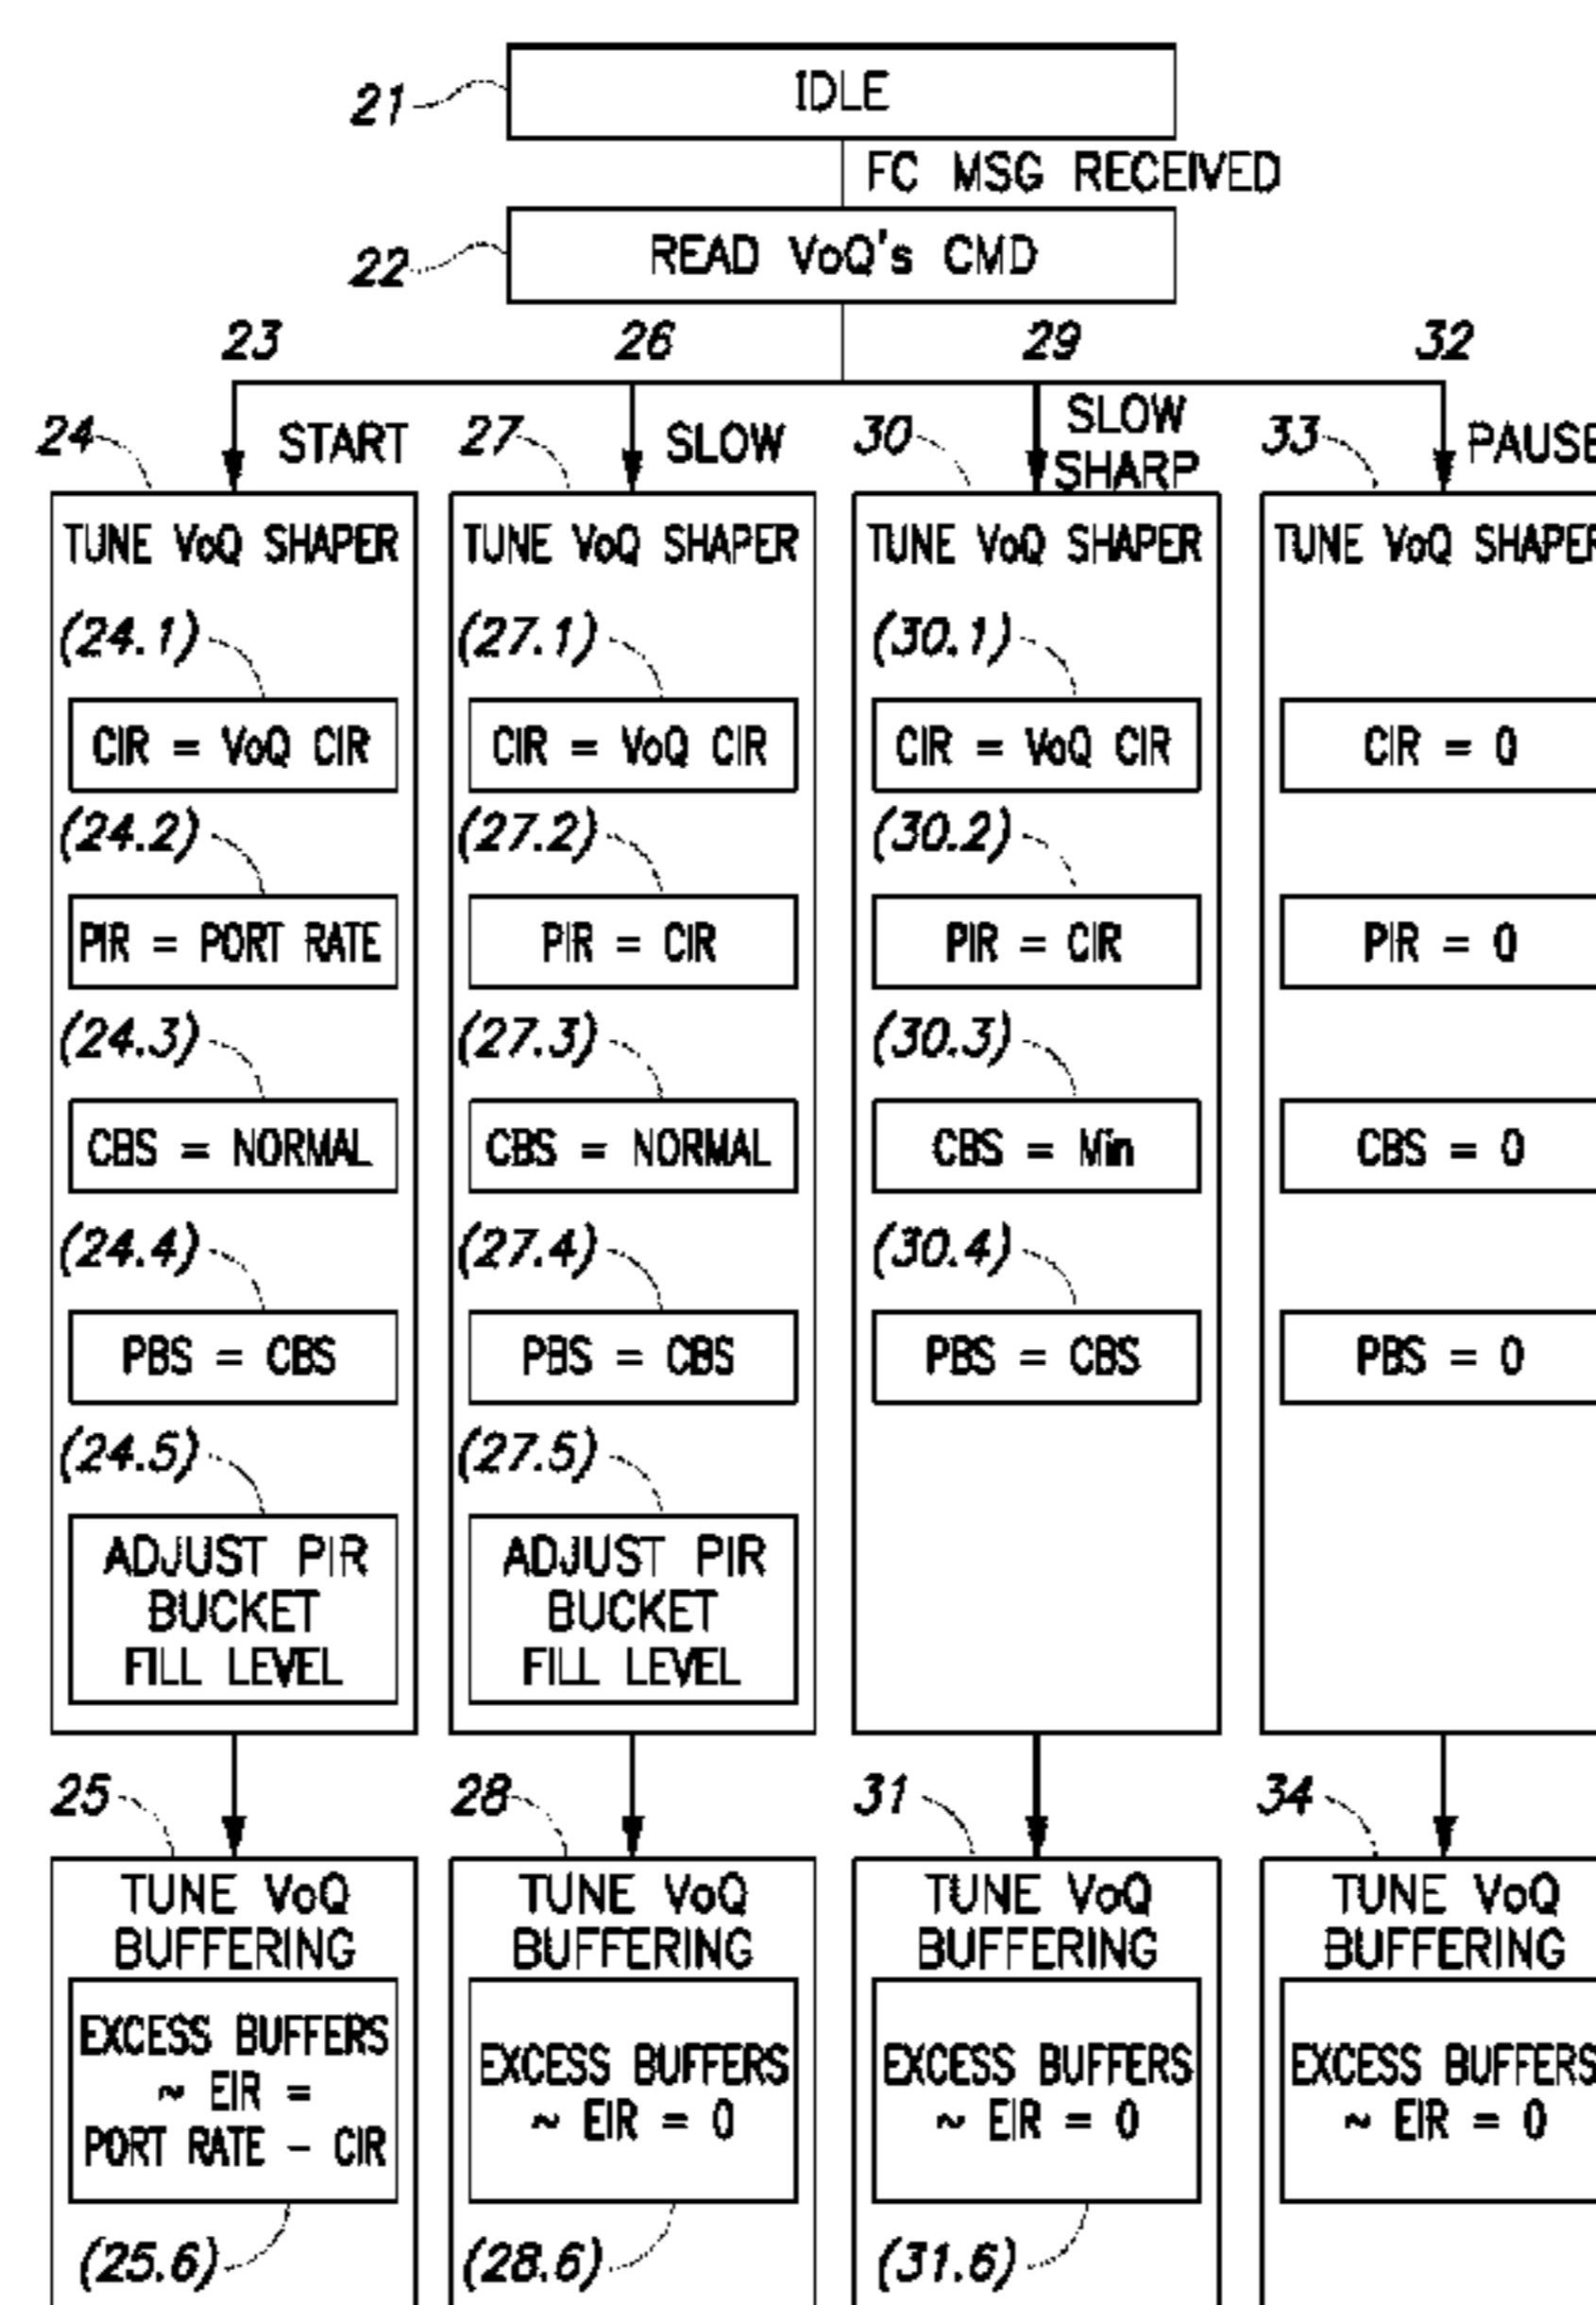 21
IDLE
FC MSG RECEIVED
22
READ VoQ's CMD
23
26
29
32
24
START
27
SLOW
30
SLOW
SHARP
33
PAUSE
TUNE VoQ SHAPER
(24.1)
CIR = VoQ CIR
(24.2)
PIR = PORT RATE
(24.3)
CBS = NORMAL
(24.4)
PBS = CBS
(24.5)
ADJUST PIR
BUCKET
FILL LEVEL
TUNE VoQ SHAPER
(27.1)
CIR = VoQ CIR
(27.2)
PIR = CIR
(27.3)
CBS = NORMAL
(27.4)
PBS = CBS
(27.5)
ADJUST PIR
BUCKET
FILL LEVEL
TUNE VoQ SHAPER
(30.1)
CIR = VoQ CIR
(30.2)
PIR = CIR
(30.3)
CBS = Min
(30.4)
PBS = CBS
TUNE VoQ SHAPER
CIR = 0
PIR = 0
CBS = 0
PBS = 0
25
TUNE VoQ
BUFFERING
EXCESS BUFFERS
~ EIR =
PORT RATE - CIR
(25.6)
28
TUNE VoQ
BUFFERING
EXCESS BUFFERS
~ EIR = 0
(28.6)
31
TUNE VoQ
BUFFERING
EXCESS BUFFERS
~ EIR = 0
(31.6)
34
TUNE VoQ
BUFFERING
EXCESS BUFFERS
~ EIR = 0